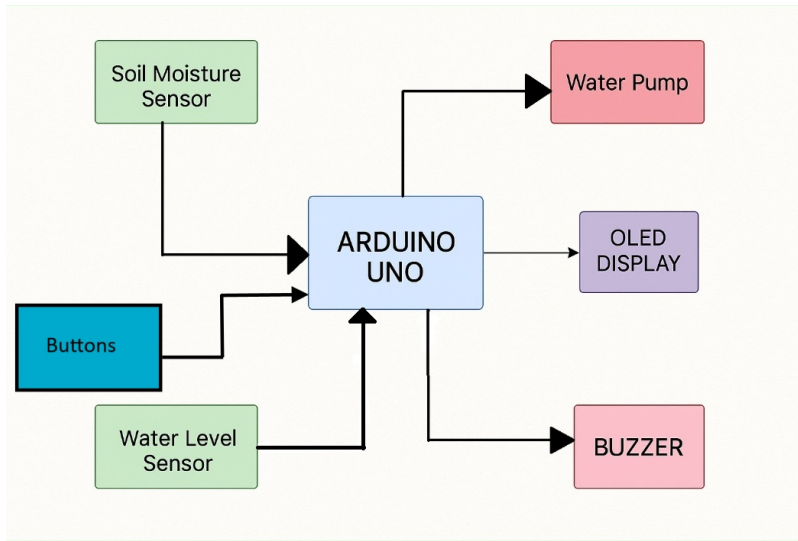 Soil Moisture
Sensor
Water Pump
ARDUINO
UNO
OLED
DISPLAY
Buttons
Water Level
Sensor
BUZZER